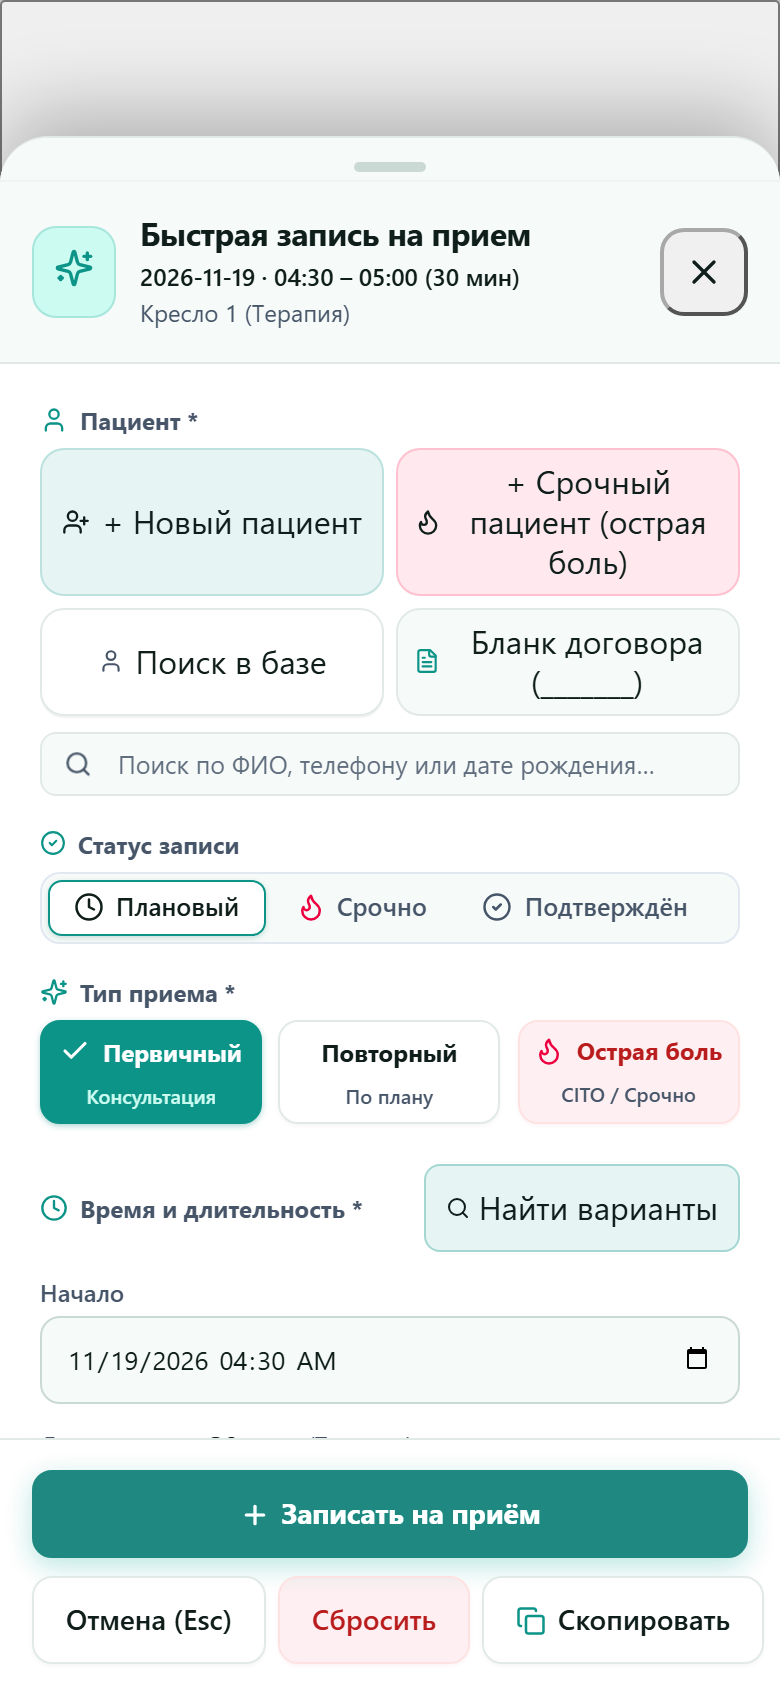 Быстрая запись на прием
2026-11-19 · 04:30 – 05:00 (30 мин)
Кресло 1 (Терапия)
Пациент *
+ Новый пациент
+ Срочный
пациент (острая
боль)
Поиск в базе
Бланк договора
(_______)
Поиск по ФИО, телефону или дате рождения...
Статус записи
Плановый
Срочно
Подтверждён
Тип приема *
Первичный
Консультация
Повторный
По плану
Острая боль
CITO / Срочно
Время и длительность *
Найти варианты
Начало
11/19/2026 04:30 AM
+ Записать на приём
Отмена (Esc)
Сбросить
Скопировать